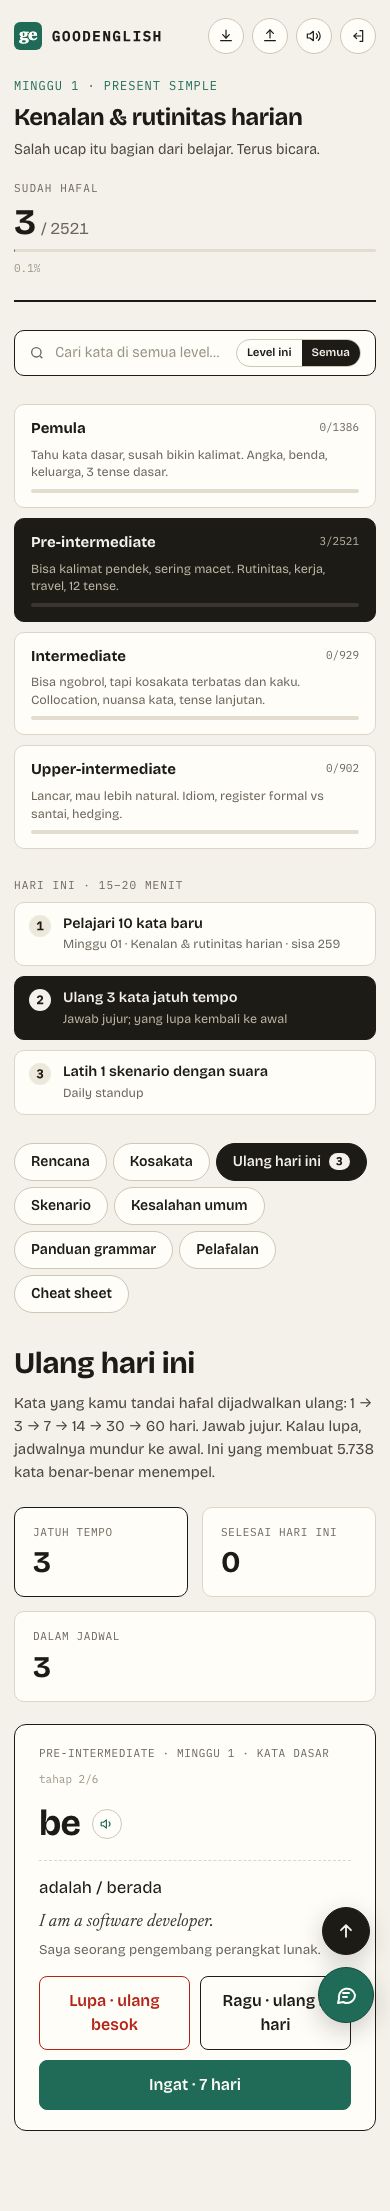 ge GOODENGLISH
MINGGU 1 · PRESENT SIMPLE
Kenalan & rutinitas harian
Salah ucap itu bagian dari belajar. Terus bicara.
SUDAH HAFAL
3 / 2521
0.1%
Cari kata di semua level... Level ini Semua
Pemula 0/1386
Tahu kata dasar, susah bikin kalimat. Angka, benda,
keluarga, 3 tense dasar.
Pre-intermediate 3/2521
Bisa kalimat pendek, sering macet. Rutinitas, kerja,
travel, 12 tense.
Intermediate 0/929
Bisa ngobrol, tapi kosakata terbatas dan kaku.
Collocation, nuansa kata, tense lanjutan.
Upper-intermediate 0/902
Lancar, mau lebih natural. Idiom, register formal vs
santai, hedging.
HARI INI · 15–20 MENIT
1 Pelajari 10 kata baru
Minggu 01 · Kenalan & rutinitas harian · sisa 259
2 Ulang 3 kata jatuh tempo
Jawab jujur; yang lupa kembali ke awal
3 Latih 1 skenario dengan suara
Daily standup
Rencana Kosakata Ulang hari ini 3
Skenario Kesalahan umum
Panduan grammar Pelafalan
Cheat sheet
Ulang hari ini
Kata yang kamu tandai hafal dijadwalkan ulang: 1 →
3 → 7 → 14 → 30 → 60 hari. Jawab jujur. Kalau lupa,
jadwalnya mundur ke awal. Ini yang membuat 5.738
kata benar-benar menempel.
JATUH TEMPO SELESAI HARI INI
3 0
DALAM JADWAL
3
PRE-INTERMEDIATE · MINGGU 1 · KATA DASAR
tahap 2/6
be
adalah / berada
I am a software developer.
Saya seorang pengembang perangkat lunak.
Lupa · ulang besok
Ragu · ulang hari
Ingat · 7 hari